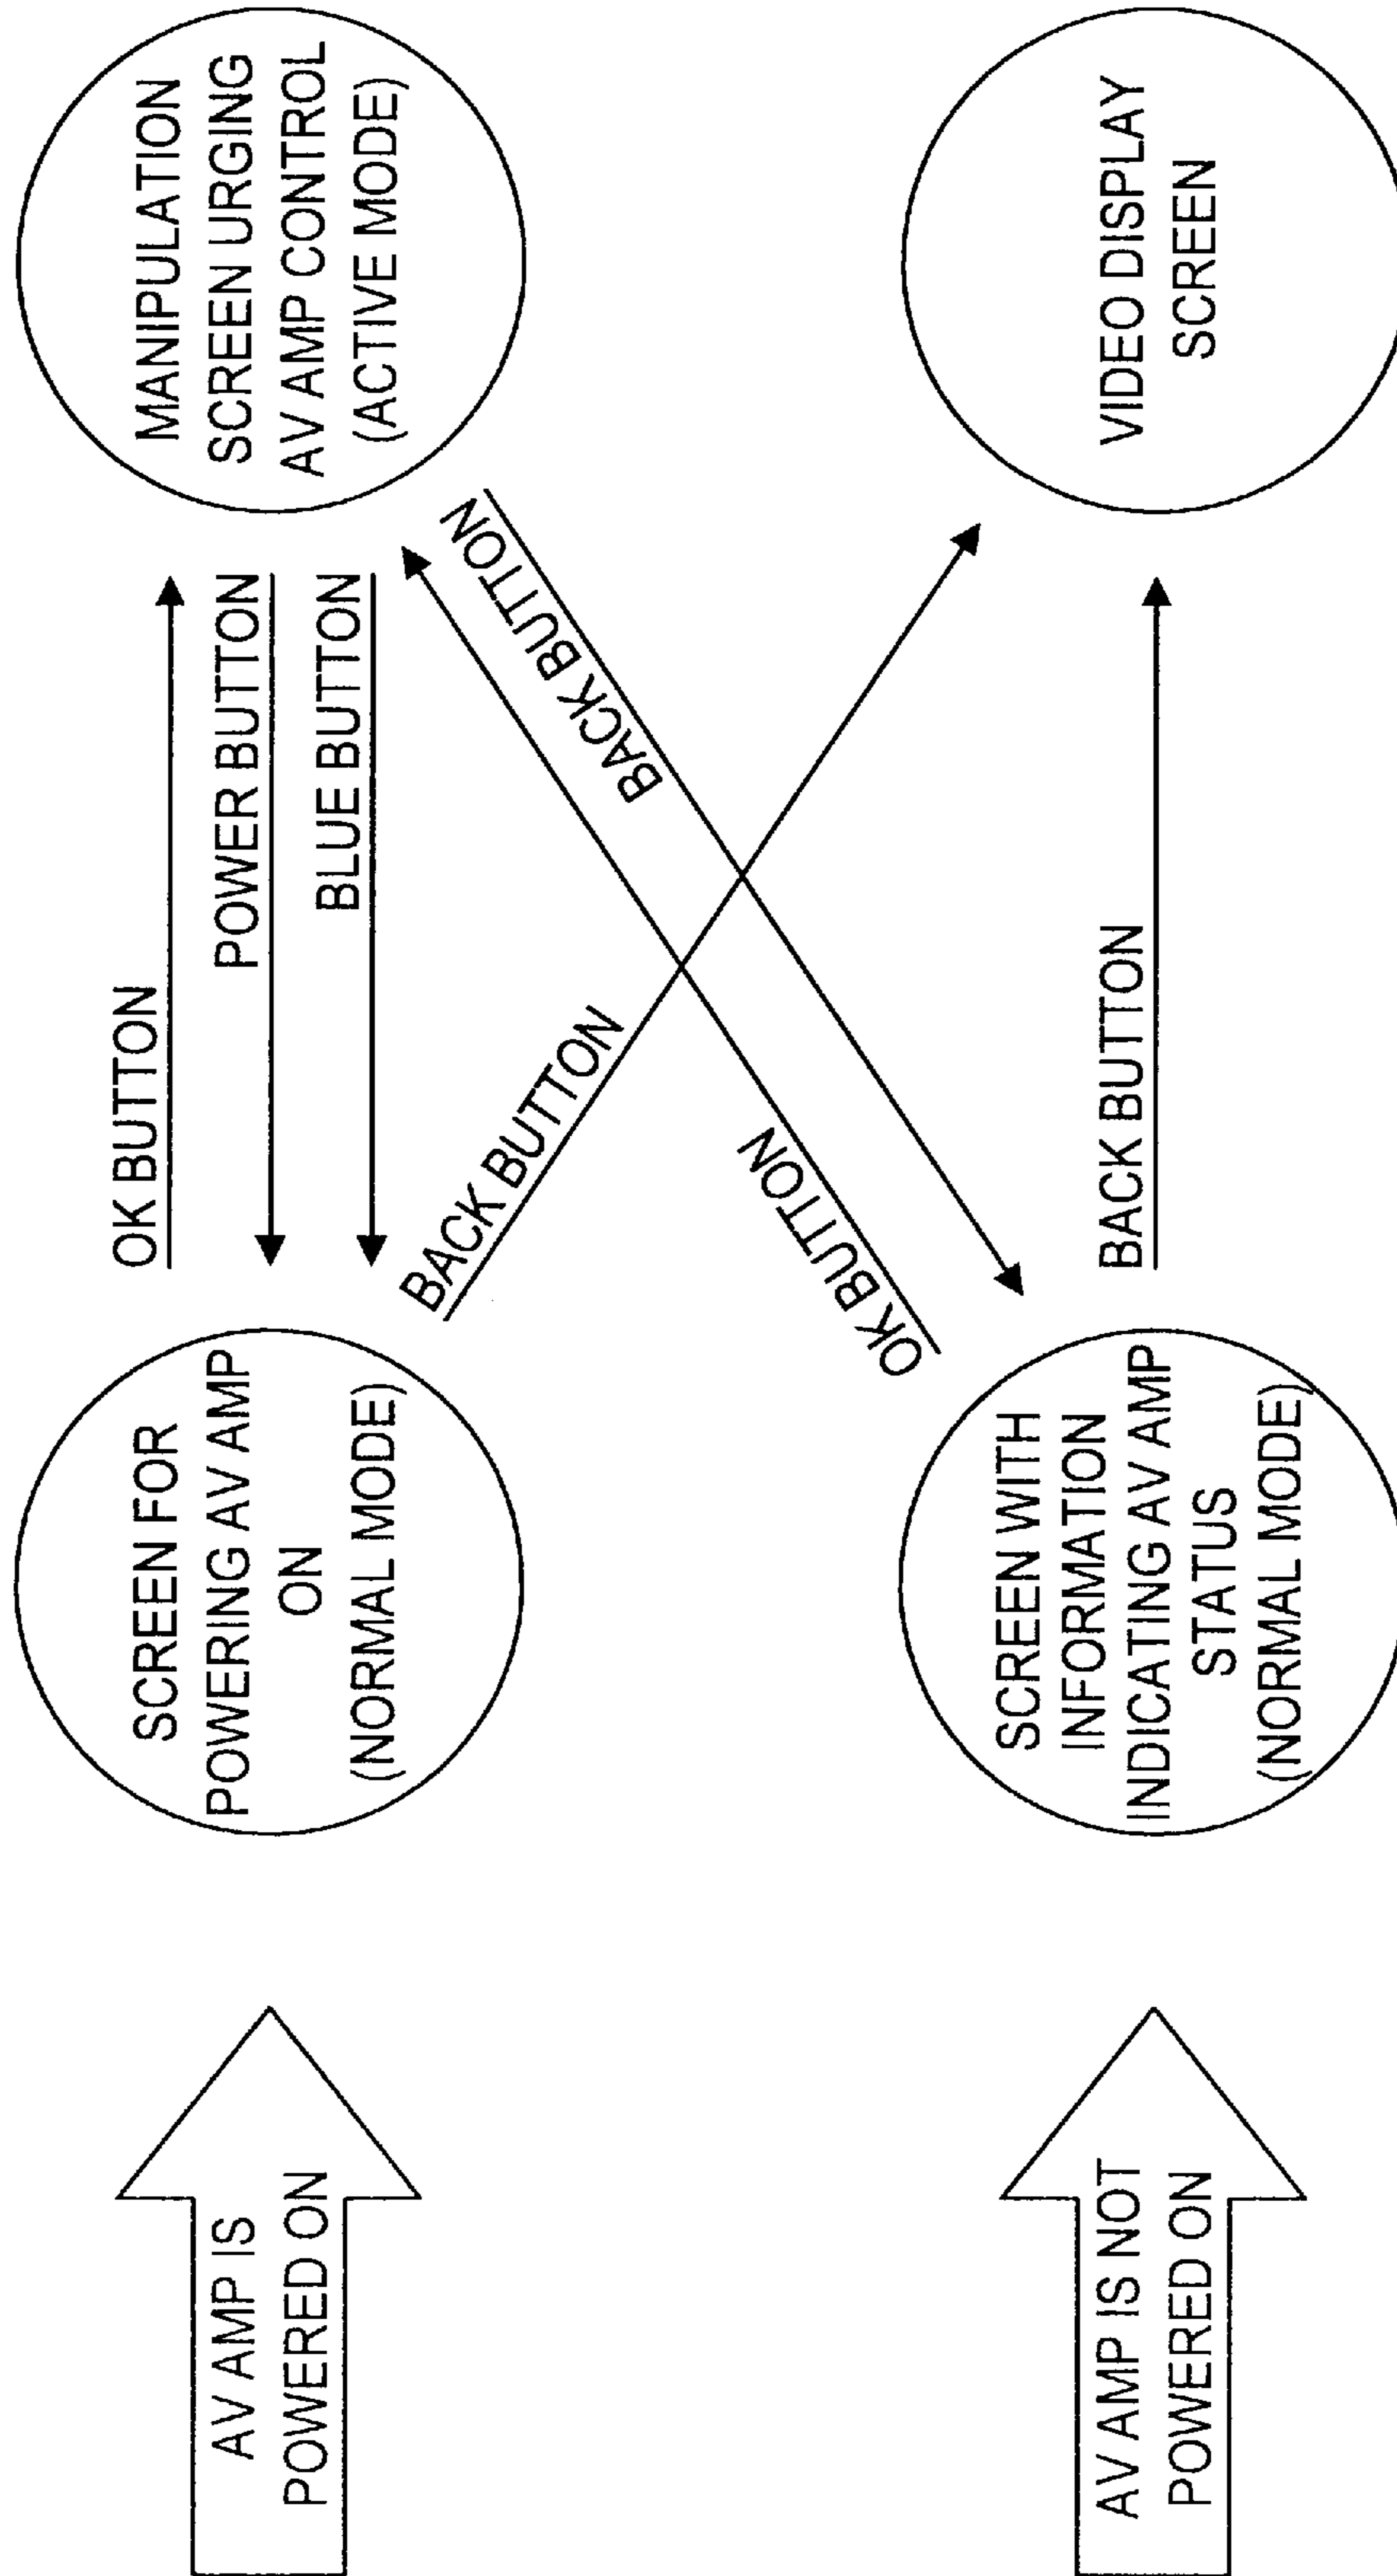 AV AMP IS
POWERED ON
SCREEN FOR
POWERING AV AMP
ON
(NORMAL MODE)
OK BUTTON
POWER BUTTON
BLUE BUTTON
MANIPULATION
SCREEN URGING
AV AMP CONTROL
(ACTIVE MODE)
BACK BUTTON
BACK BUTTON
OK BUTTON
AV AMP IS NOT
POWERED ON
SCREEN WITH
INFORMATION
INDICATING AV AMP
STATUS
(NORMAL MODE)
BACK BUTTON
VIDEO DISPLAY
SCREEN